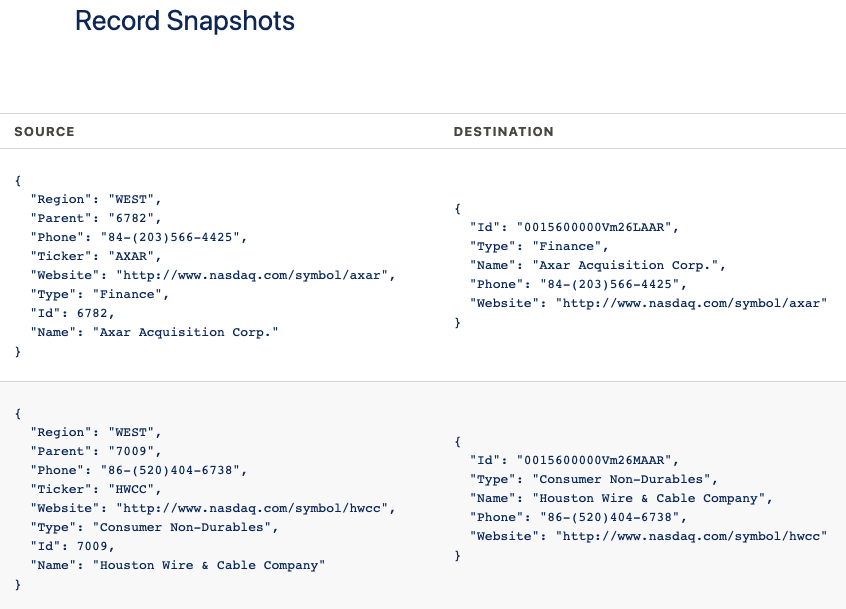 Record Snapshots
SOURCE
DESTINATION
{
"Region": "WEST",
"Parent": "6782",
"Phone": "84-(203)566-4425",
"Ticker": "AXAR",
"Website": "http://www.nasdaq.com/symbol/axar",
"Type": "Finance",
"Id": 6782,
"Name": "Axar Acquisition Corp."
}
{
"Id": "0015600000Vm26LAAR",
"Type": "Finance",
"Name": "Axar Acquisition Corp.",
"Phone": "84-(203)566-4425",
"Website": "http://www.nasdaq.com/symbol/axar"
}
{
"Region": "WEST",
"Parent": "7009",
"Phone": "86-(520)404-6738",
"Ticker": "HWCC",
"Website": "http://www.nasdaq.com/symbol/hwcc",
"Type": "Consumer Non-Durables",
"Id": 7009,
"Name": "Houston Wire & Cable Company"
}
{
"Id": "0015600000Vm26MAAR",
"Type": "Consumer Non-Durables",
"Name": "Houston Wire & Cable Company",
"Phone": "86-(520)404-6738",
"Website": "http://www.nasdaq.com/symbol/hwcc"
}